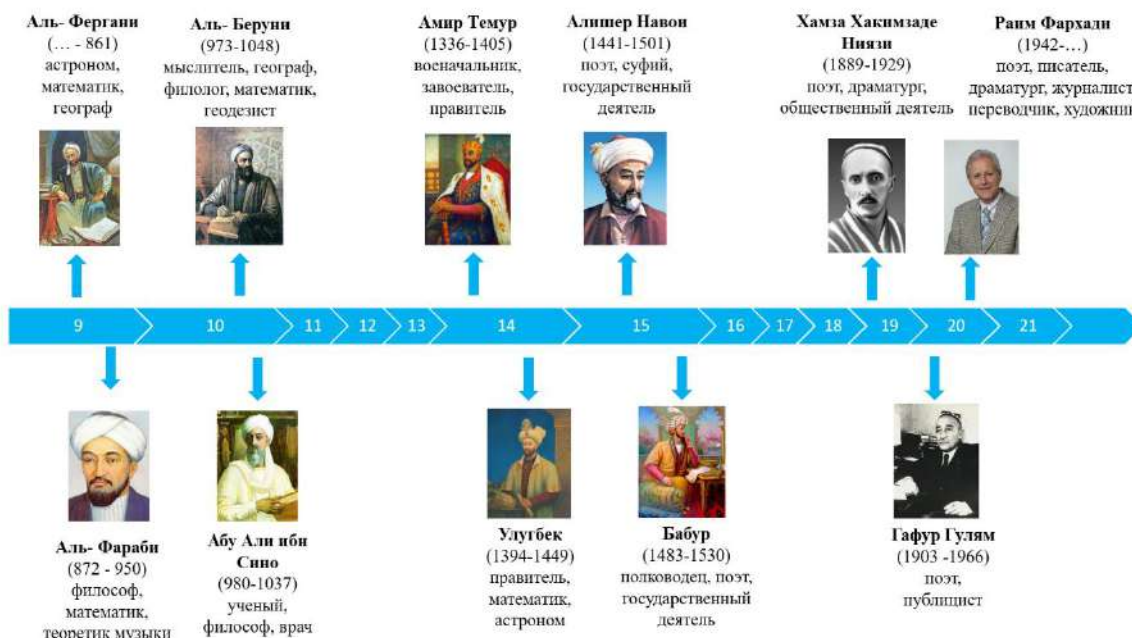 Аль- Фергани
(... - 861)
астроном,
математик,
географ
Аль- Беруни
(973-1048)
мыслитель, географ,
филолог, математик,
геодезист
Амир Темур
(1336-1405)
военачальник,
завоеватель,
правитель
Алишер Навои
(1441-1501)
поэт, суфий,
государственный
деятель
Хамза Хакимзаде
Ниязи
(1889-1929)
поэт, драматург,
общественный деятель
Раим Фархади
(1942-...)
поэт, писатель,
драматург, журналист
переводчик, художник
9 10 11 12 13 14 15 16 17 18 19 20 21
Аль- Фараби
(872 - 950)
философ,
математик,
теоретик музыки
Абу Али ибн
Сино
(980-1037)
ученый,
философ, врач
Улугбек
(1394-1449)
правитель,
математик,
астроном
Бабур
(1483-1530)
полководец, поэт,
государственный
деятель
Гафур Гулям
(1903 -1966)
поэт,
публицист